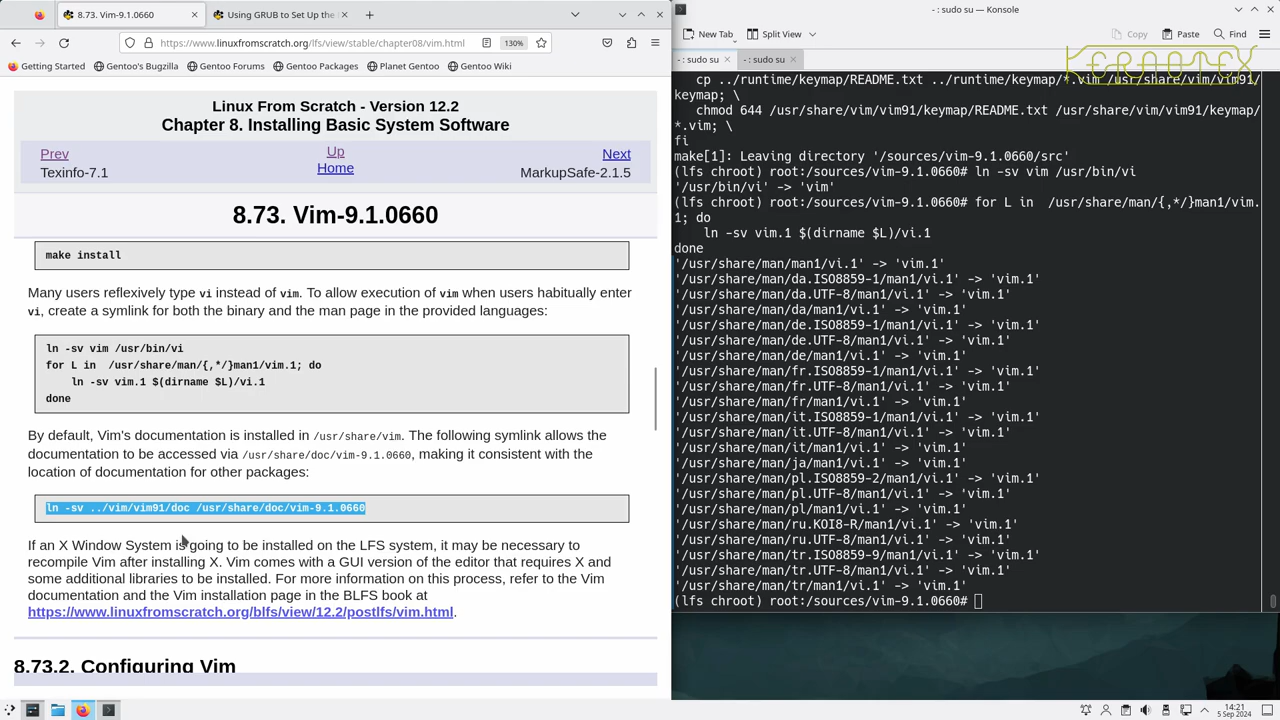 8.73. Vim-9.1.0660
Using GRUB to Set Up the
https://www.linuxfromscratch.org/lfs/view/stable/chapter08/vim.html
130%
Getting Started
Gentoo's Bugzilla
Gentoo Forums
Gentoo Packages
Planet Gentoo
Gentoo Wiki
Linux From Scratch - Version 12.2
Chapter 8. Installing Basic System Software
Prev
Up
Next
Texinfo-7.1
Home
MarkupSafe-2.1.5
8.73. Vim-9.1.0660
make install
Many users reflexively type vi instead of vim. To allow execution of vim when users habitually enter
vi, create a symlink for both the binary and the man page in the provided languages:
ln -sv vim /usr/bin/vi
for L in  /usr/share/man/{,*/}man1/vim.1; do
    ln -sv vim.1 $(dirname $L)/vi.1
done
By default, Vim's documentation is installed in /usr/share/vim. The following symlink allows the
documentation to be accessed via /usr/share/doc/vim-9.1.0660, making it consistent with the
location of documentation for other packages:
ln -sv ../vim/vim91/doc /usr/share/doc/vim-9.1.0660
If an X Window System is going to be installed on the LFS system, it may be necessary to
recompile Vim after installing X. Vim comes with a GUI version of the editor that requires X and
some additional libraries to be installed. For more information on this process, refer to the Vim
documentation and the Vim installation page in the BLFS book at
https://www.linuxfromscratch.org/blfs/view/12.2/postlfs/vim.html.
8.73.2. Configuring Vim
- : sudo su — Konsole
New Tab
Split View
Copy
Paste
Find
- : sudo su
- : sudo su
KERNOTEX
   cp ../runtime/keymap/README.txt ../runtime/keymap/*.vim /usr/share/vim/vim91/
keymap; \
   chmod 644 /usr/share/vim/vim91/keymap/README.txt /usr/share/vim/vim91/keymap/
*.vim; \
fi
make[1]: Leaving directory '/sources/vim-9.1.0660/src'
(lfs chroot) root:/sources/vim-9.1.0660# ln -sv vim /usr/bin/vi
'/usr/bin/vi' -> 'vim'
(lfs chroot) root:/sources/vim-9.1.0660# for L in  /usr/share/man/{,*/}man1/vim.
1; do
    ln -sv vim.1 $(dirname $L)/vi.1
done
'/usr/share/man/man1/vi.1' -> 'vim.1'
'/usr/share/man/da.ISO8859-1/man1/vi.1' -> 'vim.1'
'/usr/share/man/da.UTF-8/man1/vi.1' -> 'vim.1'
'/usr/share/man/da/man1/vi.1' -> 'vim.1'
'/usr/share/man/de.ISO8859-1/man1/vi.1' -> 'vim.1'
'/usr/share/man/de.UTF-8/man1/vi.1' -> 'vim.1'
'/usr/share/man/de/man1/vi.1' -> 'vim.1'
'/usr/share/man/fr.ISO8859-1/man1/vi.1' -> 'vim.1'
'/usr/share/man/fr.UTF-8/man1/vi.1' -> 'vim.1'
'/usr/share/man/fr/man1/vi.1' -> 'vim.1'
'/usr/share/man/it.ISO8859-1/man1/vi.1' -> 'vim.1'
'/usr/share/man/it.UTF-8/man1/vi.1' -> 'vim.1'
'/usr/share/man/it/man1/vi.1' -> 'vim.1'
'/usr/share/man/ja/man1/vi.1' -> 'vim.1'
'/usr/share/man/pl.ISO8859-2/man1/vi.1' -> 'vim.1'
'/usr/share/man/pl.UTF-8/man1/vi.1' -> 'vim.1'
'/usr/share/man/pl/man1/vi.1' -> 'vim.1'
'/usr/share/man/ru.KOI8-R/man1/vi.1' -> 'vim.1'
'/usr/share/man/ru.UTF-8/man1/vi.1' -> 'vim.1'
'/usr/share/man/tr.ISO8859-9/man1/vi.1' -> 'vim.1'
'/usr/share/man/tr.UTF-8/man1/vi.1' -> 'vim.1'
'/usr/share/man/tr/man1/vi.1' -> 'vim.1'
(lfs chroot) root:/sources/vim-9.1.0660#
14:21
5 Sep 2024